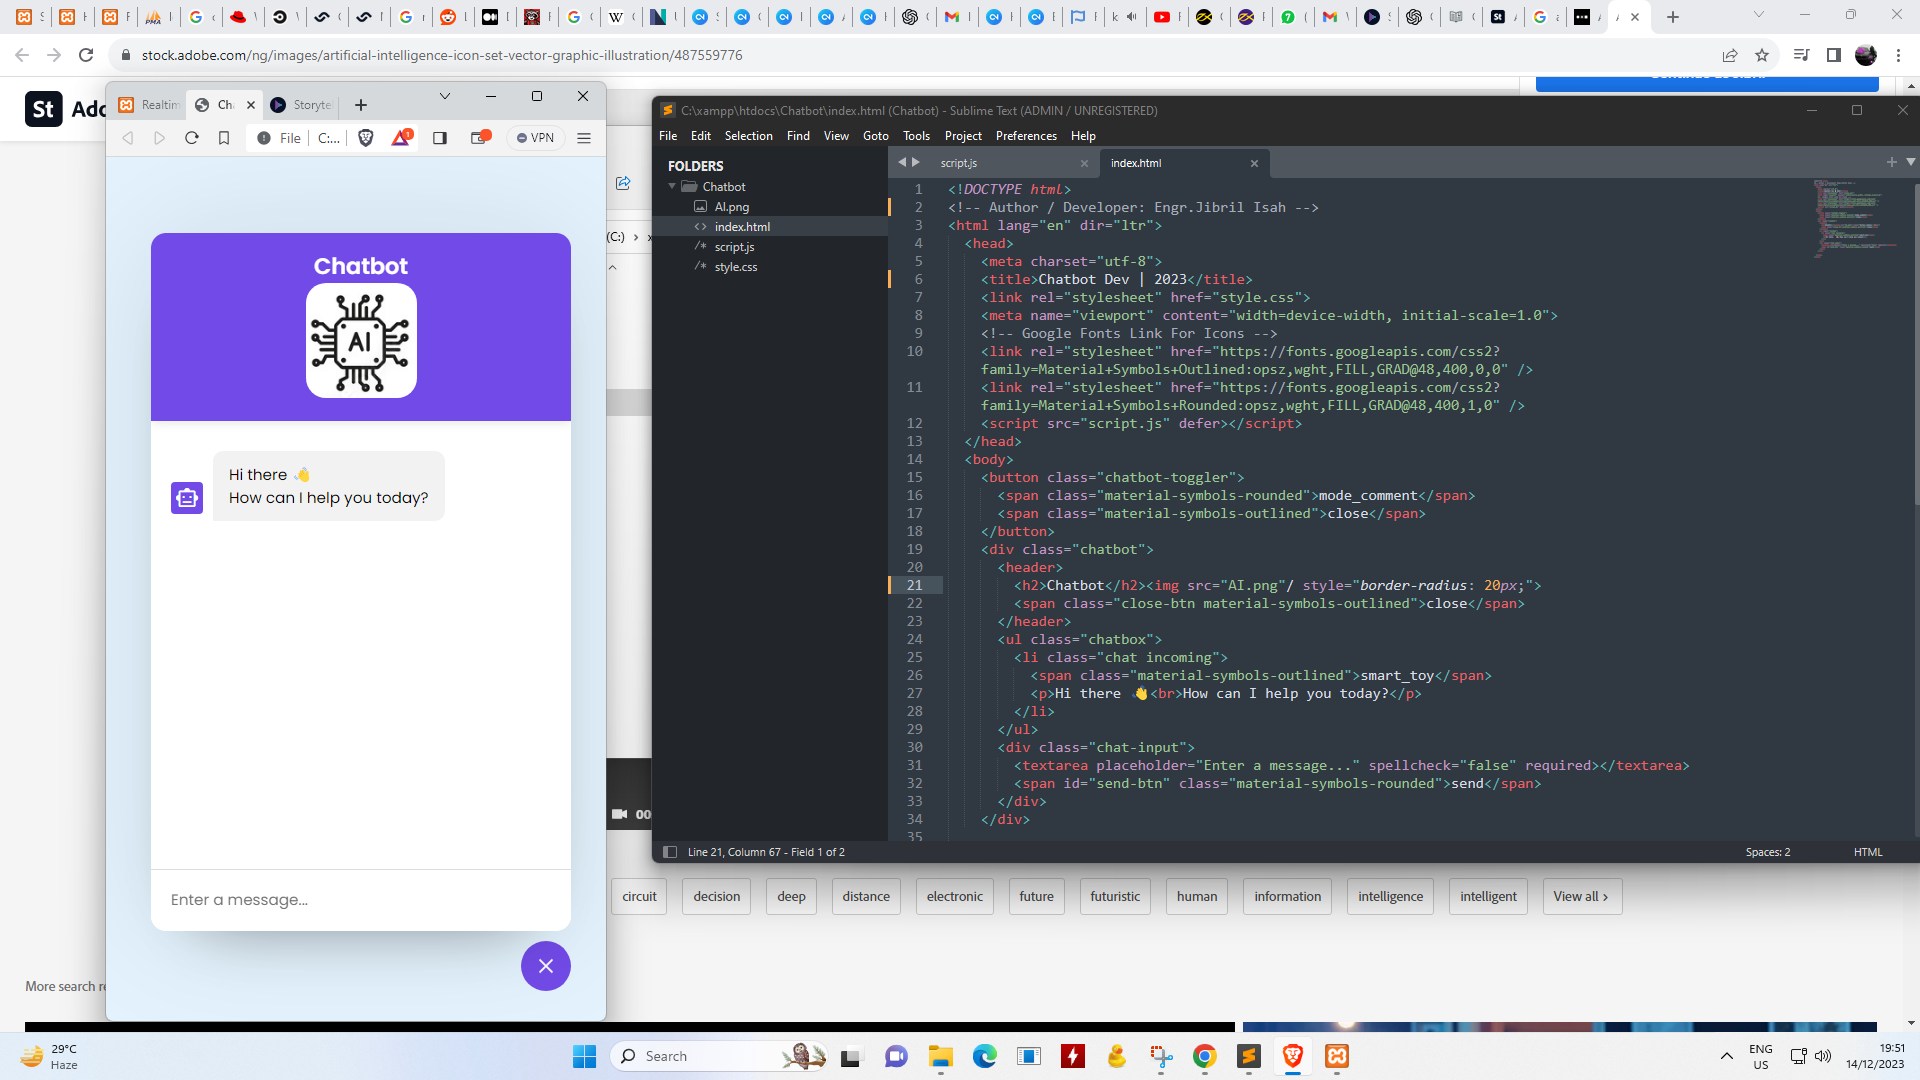 stock.adobe.com/ng/images/artificial-intelligence-icon-set-vector-graphic-illustration/487559776
St Ado
Realtim
Ch
Storyte
File
C:...
1
VPN
Chatbot
AI
Hi there 👋
How can I help you today?
Enter a message...
(C:)
00
More search re
C:\xampp\htdocs\Chatbot\index.html (Chatbot) - Sublime Text (ADMIN / UNREGISTERED)
File Edit Selection Find View Goto Tools Project Preferences Help
FOLDERS
Chatbot
AI.png
index.html
script.js
style.css
script.js
index.html
1 <!DOCTYPE html>
2 <!-- Author / Developer: Engr.Jibril Isah -->
3 <html lang="en" dir="ltr">
4 <head>
5 <meta charset="utf-8">
6 <title>Chatbot Dev | 2023</title>
7 <link rel="stylesheet" href="style.css">
8 <meta name="viewport" content="width=device-width, initial-scale=1.0">
9 <!-- Google Fonts Link For Icons -->
10 <link rel="stylesheet" href="https://fonts.googleapis.com/css2?
family=Material+Symbols+Outlined:opsz,wght,FILL,GRAD@48,400,0,0" />
11 <link rel="stylesheet" href="https://fonts.googleapis.com/css2?
family=Material+Symbols+Rounded:opsz,wght,FILL,GRAD@48,400,1,0" />
12 <script src="script.js" defer></script>
13 </head>
14 <body>
15 <button class="chatbot-toggler">
16 <span class="material-symbols-rounded">mode_comment</span>
17 <span class="material-symbols-outlined">close</span>
18 </button>
19 <div class="chatbot">
20 <header>
21 <h2>Chatbot</h2><img src="AI.png"/ style="border-radius: 20px;">
22 <span class="close-btn material-symbols-outlined">close</span>
23 </header>
24 <ul class="chatbox">
25 <li class="chat incoming">
26 <span class="material-symbols-outlined">smart_toy</span>
27 <p>Hi there 👋<br>How can I help you today?</p>
28 </li>
29 </ul>
30 <div class="chat-input">
31 <textarea placeholder="Enter a message..." spellcheck="false" required></textarea>
32 <span id="send-btn" class="material-symbols-rounded">send</span>
33 </div>
34 </div>
35
Line 21, Column 67 - Field 1 of 2
Spaces: 2
HTML
circuit
decision
deep
distance
electronic
future
futuristic
human
information
intelligence
intelligent
View all ›
29°C
Haze
Search
ENG
US
19:51
14/12/2023